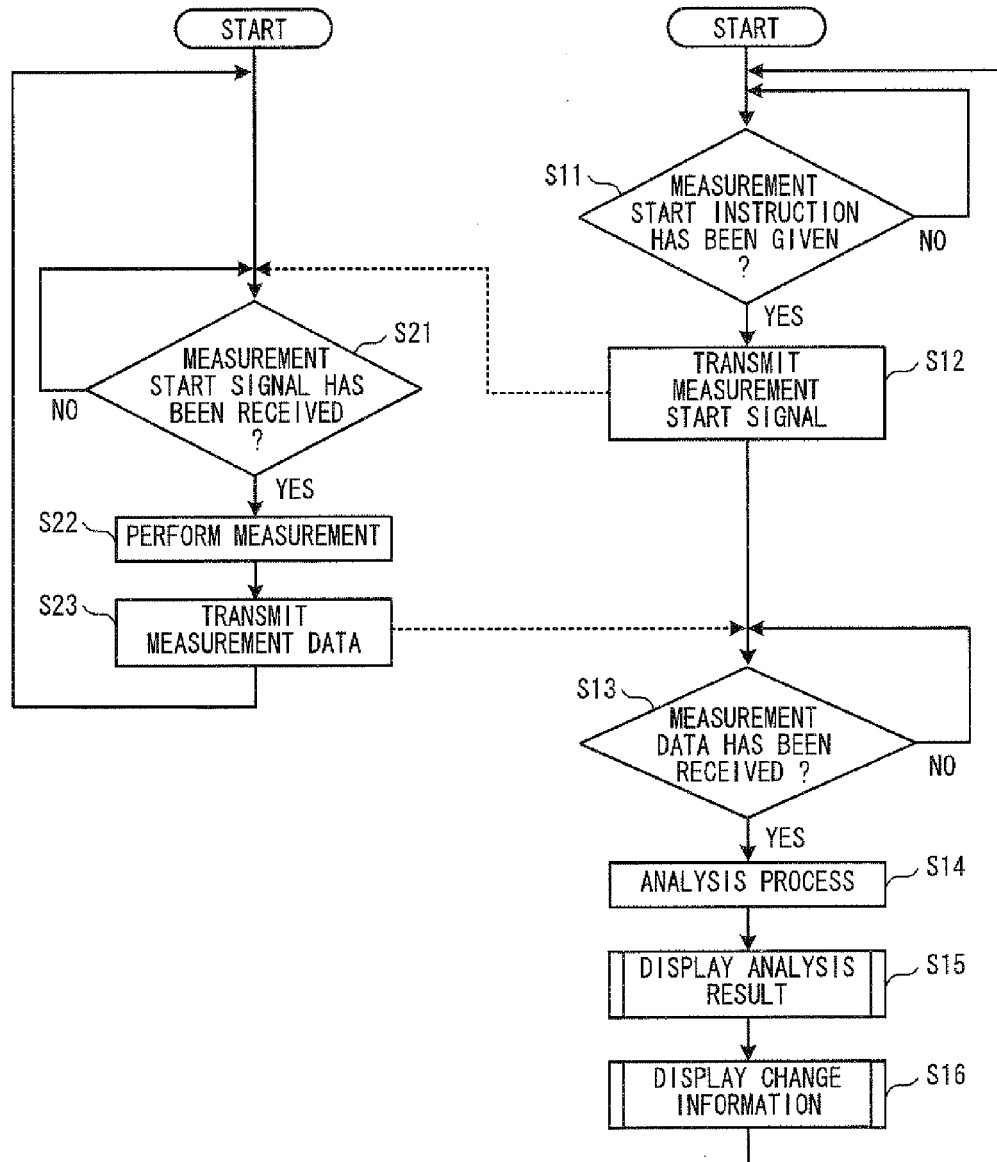 START
S21
MEASUREMENT
START SIGNAL HAS
BEEN RECEIVED
?
NO
YES
S22
PERFORM MEASUREMENT
S23
TRANSMIT
MEASUREMENT DATA
START
S11
MEASUREMENT
START INSTRUCTION
HAS BEEN GIVEN
?
NO
YES
TRANSMIT
MEASUREMENT
START SIGNAL
S12
S13
MEASUREMENT
DATA HAS BEEN
RECEIVED ?
NO
YES
ANALYSIS PROCESS
S14
DISPLAY ANALYSIS
RESULT
S15
DISPLAY CHANGE
INFORMATION
S16